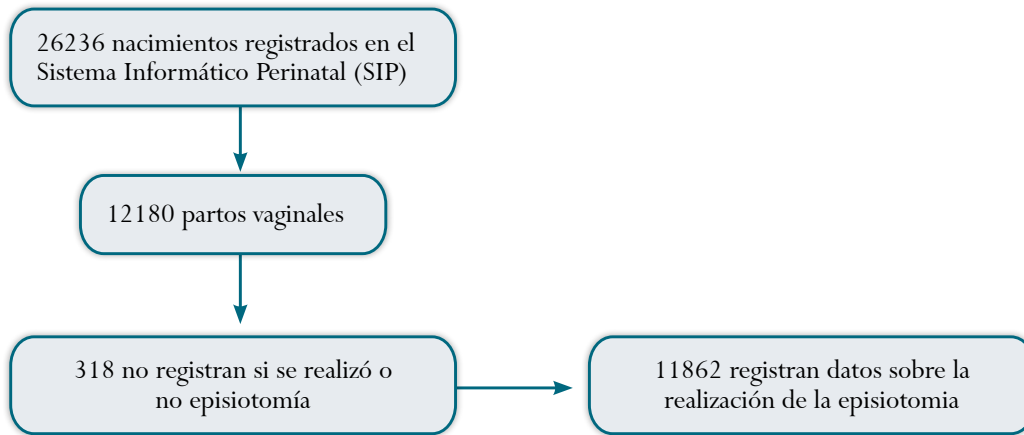 26236 nacimientos registrados en el
Sistema Informático Perinatal (SIP)
12180 partos vaginales
318 no registran si se realizó o
no episiotomía
11862 registran datos sobre la
realización de la episiotomia